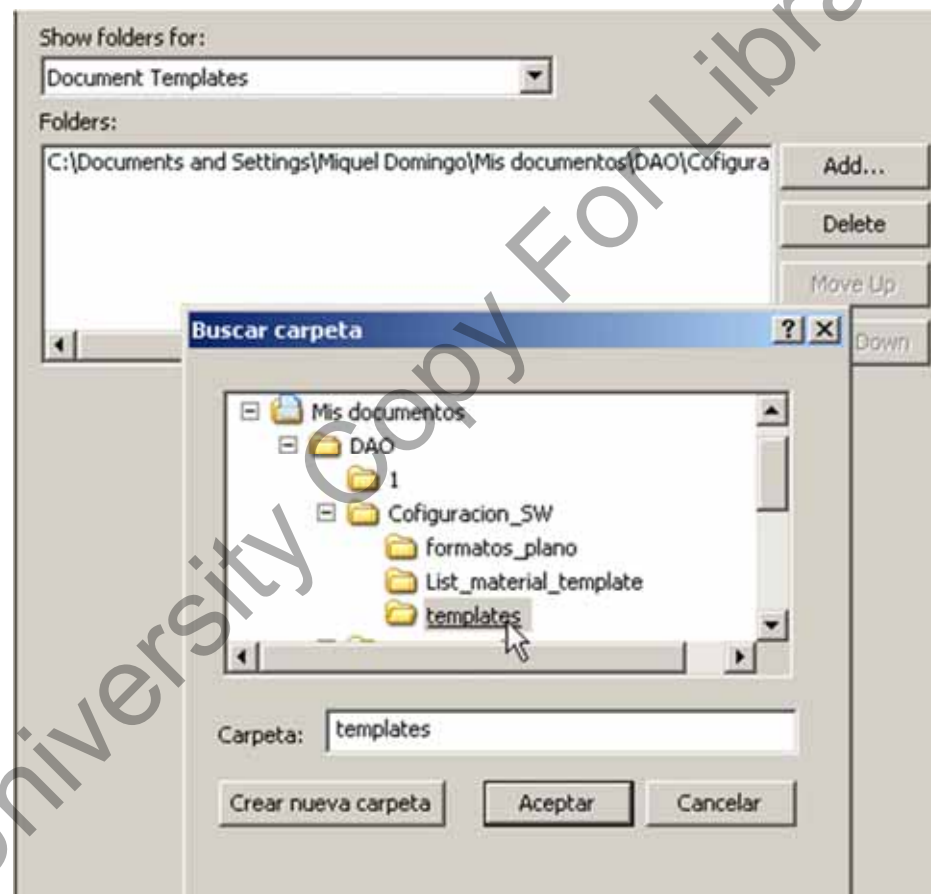 Show folders for:
Document Templates
Folders:
C:\Documents and Settings\Miquel Domingo\Mis documentos\DAO\Cofigura
Add...
Delete
Move Up
Down
Buscar carpeta
Mis documentos
DAO
1
Cofiguracion_SW
formatos_plano
List_material_template
templates
Carpeta: templates
Crear nueva carpeta Aceptar Cancelar
University Copy For Libra